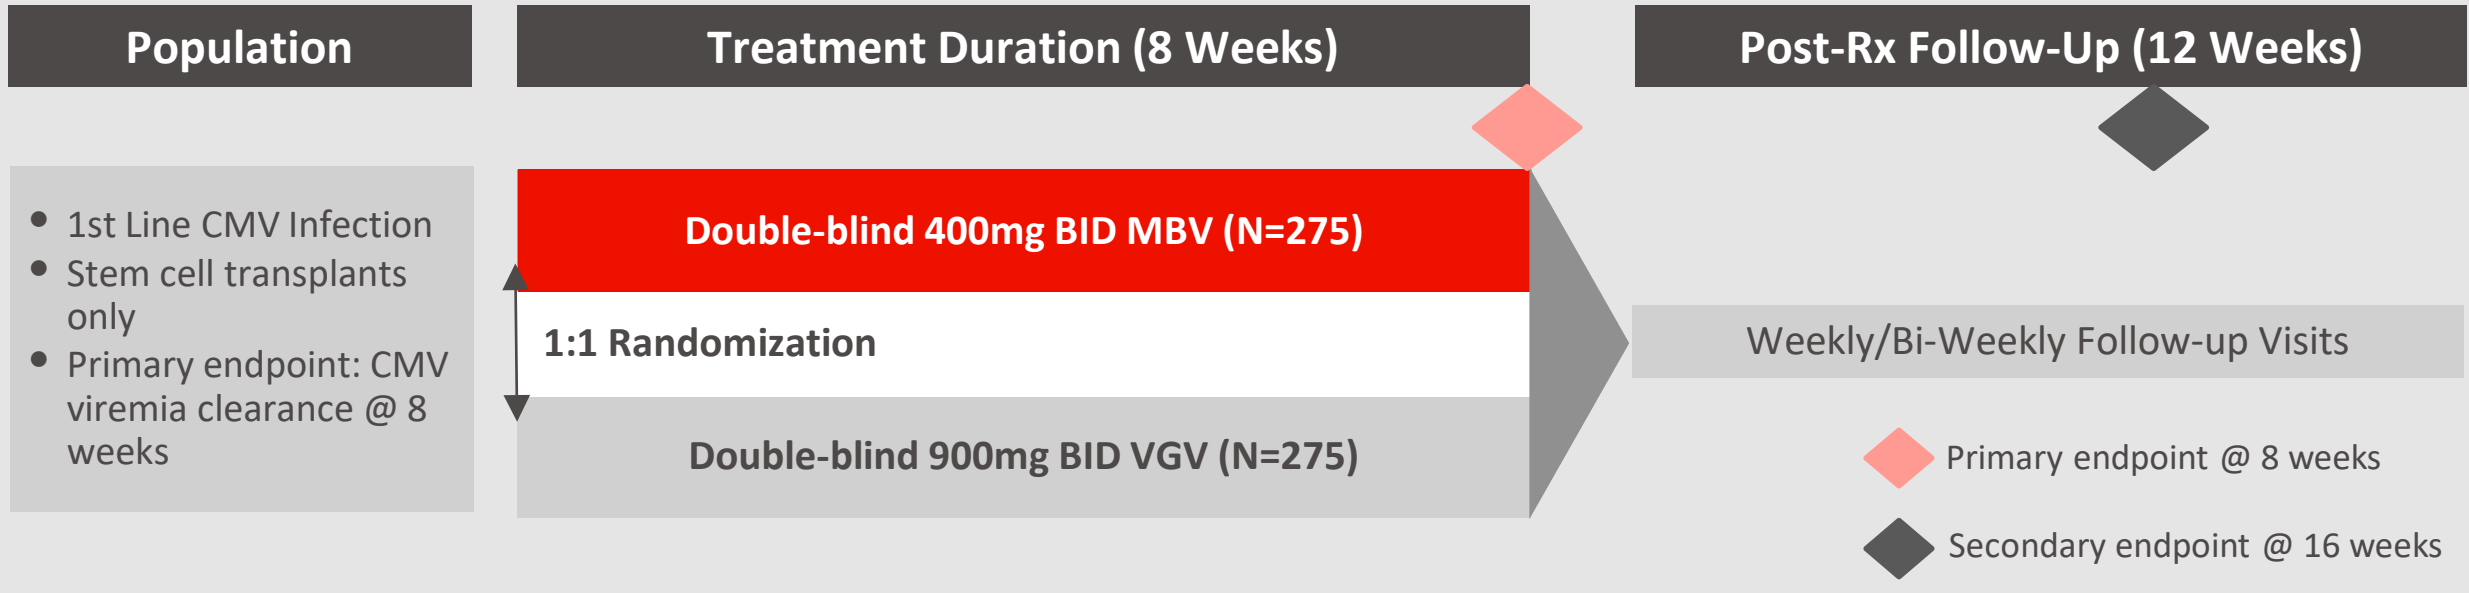 Population
Treatment Duration (8 Weeks)
Post-Rx Follow-Up (12 Weeks)
• 1st Line CMV Infection
• Stem cell transplants
only
• Primary endpoint: CMV
viremia clearance @ 8
weeks
Double-blind 400mg BID MBV (N=275)
1:1 Randomization
Double-blind 900mg BID VGV (N=275)
Weekly/Bi-Weekly Follow-up Visits
Primary endpoint @ 8 weeks
Secondary endpoint @ 16 weeks